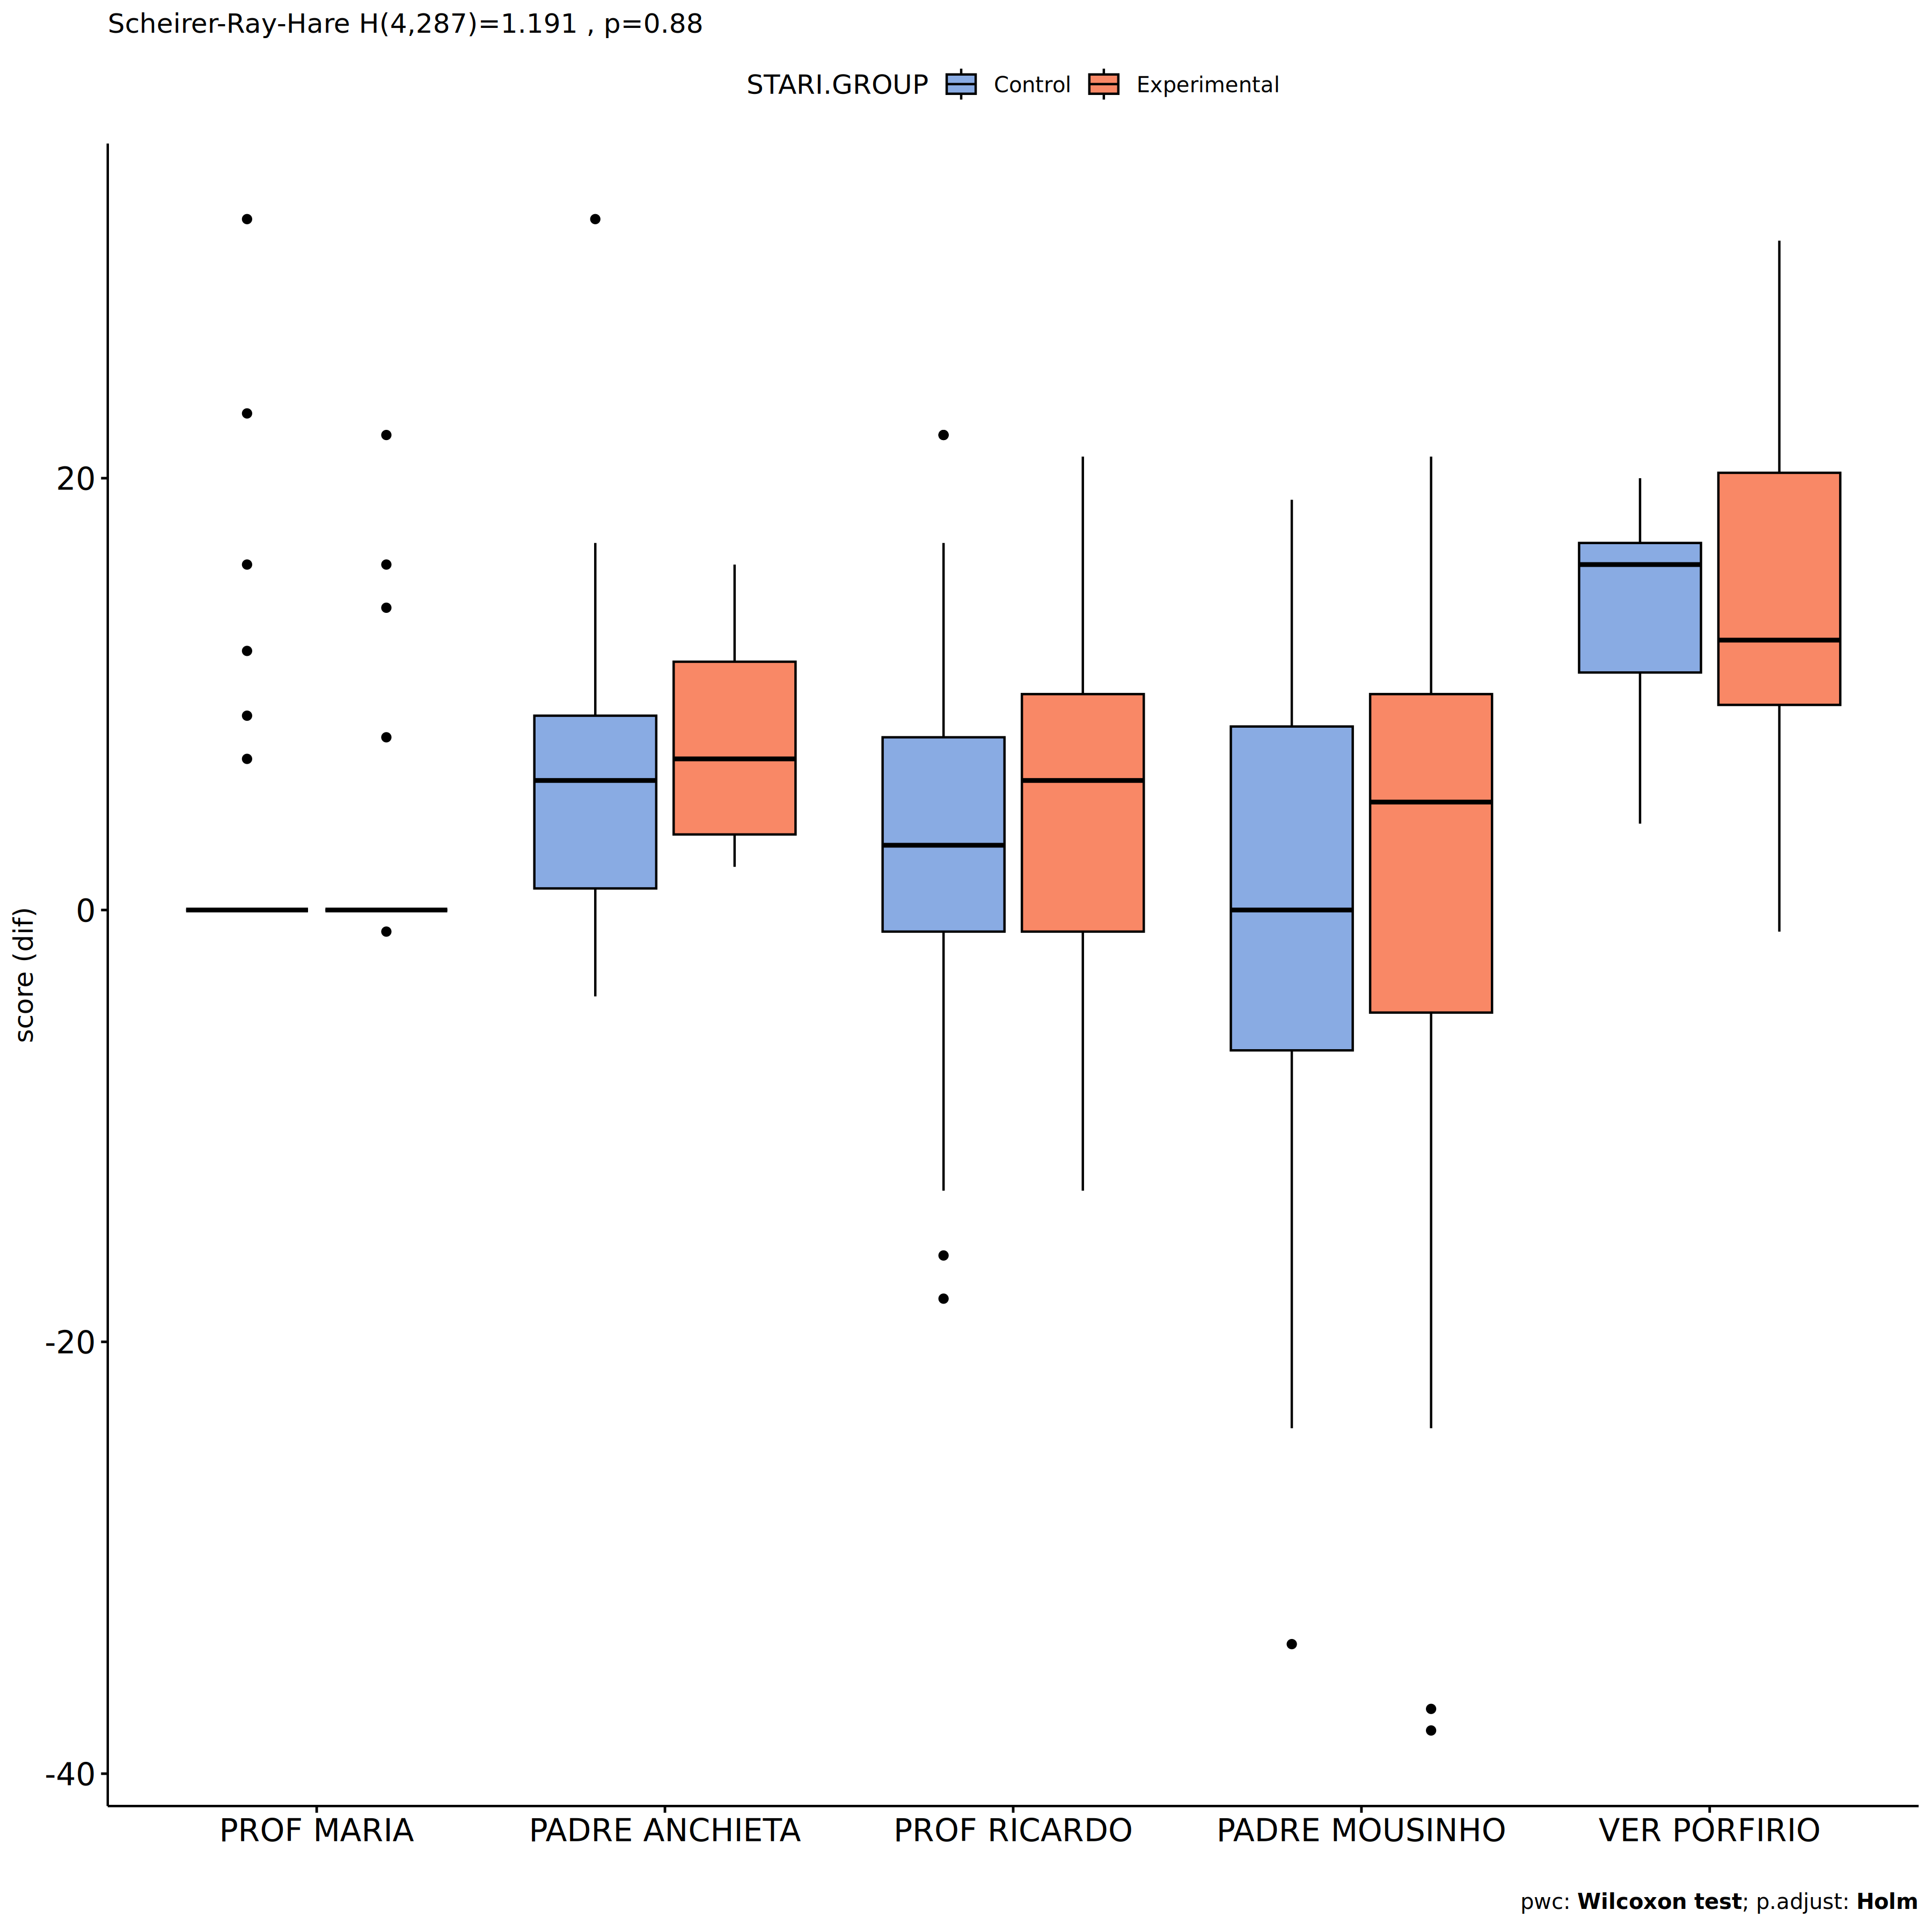 Scheirer-Ray-Hare H(4,287)=1.191 , p=0.88
STARI.GROUP Control Experimental
score (dif)
20
0
-20
-40
PROF MARIA PADRE ANCHIETA PROF RICARDO PADRE MOUSINHO VER PORFIRIO
pwc: Wilcoxon test; p.adjust: Holm